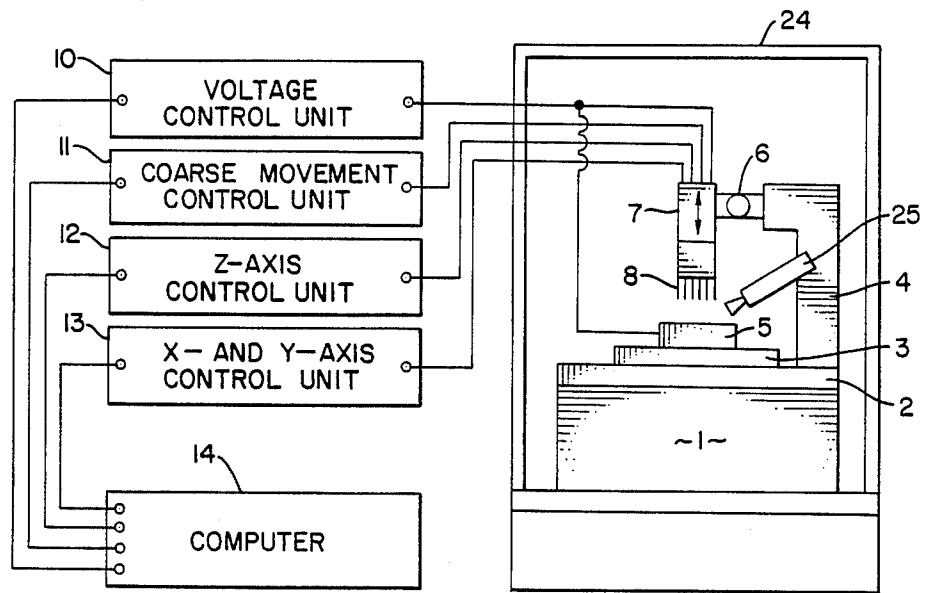 24
10
VOLTAGE
CONTROL UNIT
11
COARSE MOVEMENT
CONTROL UNIT
12
Z-AXIS
CONTROL UNIT
13
X- AND Y-AXIS
CONTROL UNIT
14
COMPUTER
6
7
25
8
4
5
3
2
~1~